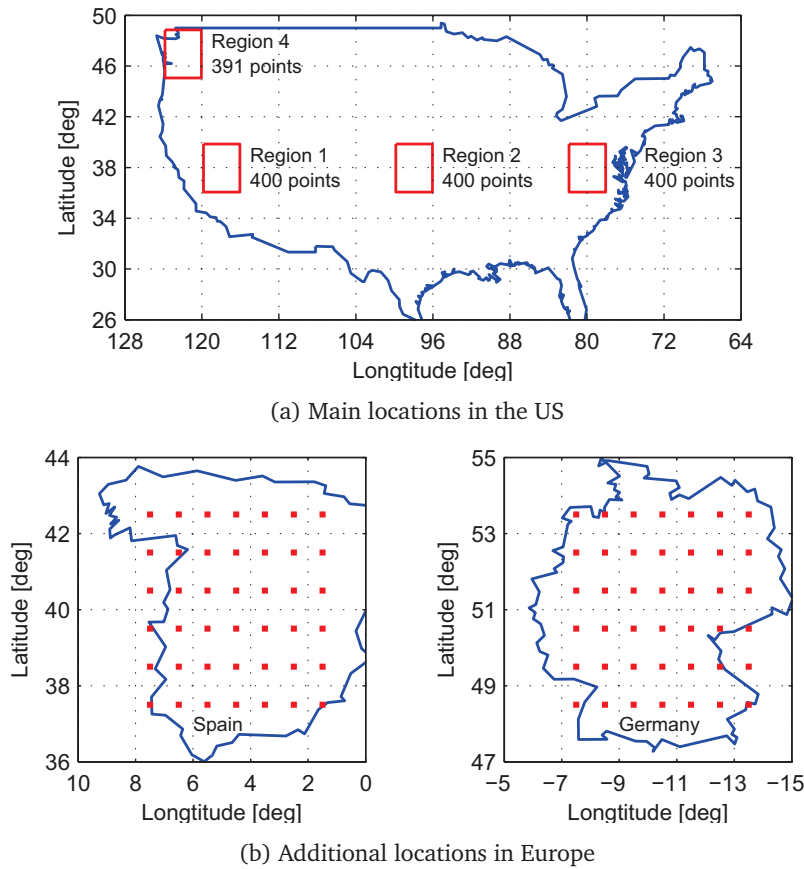 50
46
42
38
34
30
26
Latitude [deg]
Region 4
391 points
Region 1
400 points
Region 2
400 points
Region 3
400 points
128 120 112 104 96 88 80 72 64
Longtitude [deg]
(a) Main locations in the US
44
42
40
38
36
Latitude [deg]
Spain
10 8 6 4 2 0
Longtitude [deg]
55
53
51
49
47
Latitude [deg]
Germany
−5 −7 −9 −11 −13 −15
Longtitude [deg]
(b) Additional locations in Europe